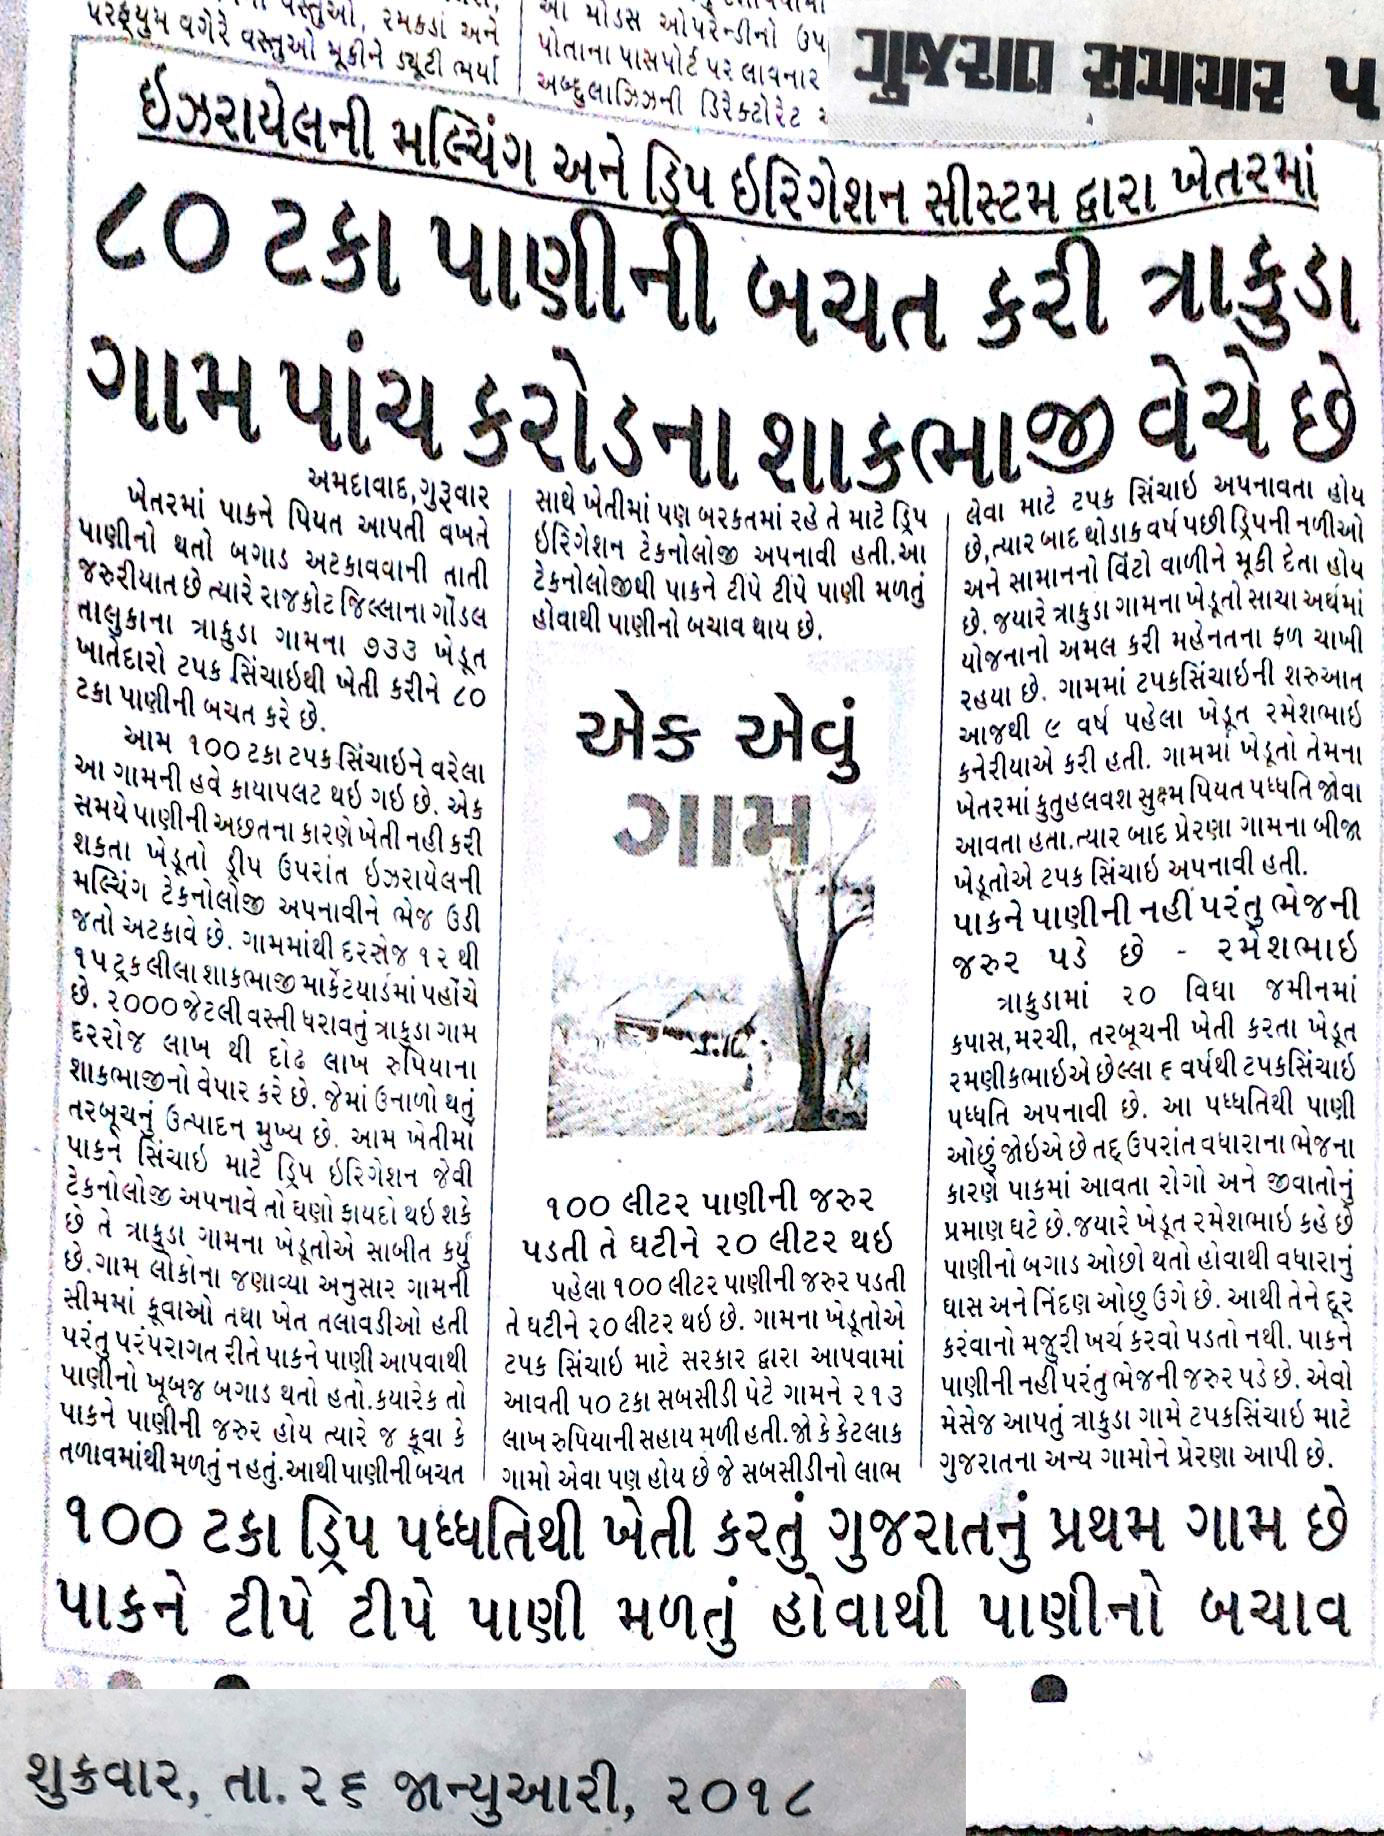 પરફ્યુમ વગેરે વસ્તુઓ મૂકીને ડ્યૂટી ભર્યા
આ મોડસ ઓપરેન્ડીનો ઉપ
પોતાના પાસપોર્ટ પર લાવનાર
અબ્દુલાઝિઝની ડિરેક્ટોરેટ
ગુજરાત સમાચાર ૫
ઇઝરાયેલની મલ્ચિંગ અને ડ્રિપ ઇરિગેશન સીસ્ટમ દ્વારા ખેતરમાં
૮૦ ટકા પાણીની બચત કરી ત્રાકુડા
ગામ પાંચ કરોડના શાકભાજી વેચે છે
અમદાવાદ,ગુરૂવાર
ખેતરમાં પાકને પિયત આપતી વખતે
પાણીનો થતો બગાડ અટકાવવાની તાતી
જરુરીયાત છે ત્યારે રાજકોટ જિલ્લાના ગોંડલ
તાલુકાના ત્રાકુડા ગામના ૭૩૩ ખેડૂત
ખાતેદારો ટપક સિંચાઇથી ખેતી કરીને ૮૦
ટકા પાણીની બચત કરે છે.
આમ ૧૦૦ ટકા ટપક સિંચાઇને વરેલા
આ ગામની હવે કાયાપલટ થઇ ગઇ છે. એક
સમયે પાણીની અછતના કારણે ખેતી નહી કરી
શકતા ખેડૂતો ડ્રીપ ઉપરાંત ઇઝરાયેલની
મલ્ચિંગ ટેકનોલોજી અપનાવીને ભેજ ઉડી
જતો અટકાવે છે. ગામમાંથી દરરોજ ૧૨ થી
૧૫ ટ્રક લીલા શાકભાજી માર્કેટયાર્ડમાં પહોંચે
છે. ૨૦૦૦ જેટલી વસ્તી ધરાવતું ત્રાકુડા ગામ
દરરોજ લાખ થી દોઢ લાખ રુપિયાના
શાકભાજીનો વેપાર કરે છે. જેમાં ઉનાળો થતું
તરબૂચનું ઉત્પાદન મુખ્ય છે. આમ ખેતીમાં
પાકને સિંચાઇ માટે ડ્રિપ ઇરિગેશન જેવી
ટેકનોલોજી અપનાવે તો ઘણો ફાયદો થઇ શકે
છે તે ત્રાકુડા ગામના ખેડૂતોએ સાબીત કર્યું
છે.ગામ લોકોના જણાવ્યા અનુસાર ગામની
સીમમાં કૂવાઓ તથા ખેત તલાવડીઓ હતી
પરંતુ પરંપરાગત રીતે પાકને પાણી આપવાથી
પાણીનો ખૂબજ બગાડ થતો હતો.કયારેક તો
પાકને પાણીની જરુર હોય ત્યારે જ કૂવા કે
તળાવમાંથી મળતું ન હતું.આથી પાણીની બચત
સાથે ખેતીમાં પણ બરકતમાં રહે તે માટે ડ્રિપ
ઇરિગેશન ટેકનોલોજી અપનાવી હતી.આ
ટેકનોલોજીથી પાકને ટીપે ટીંપે પાણી મળતું
હોવાથી પાણીનો બચાવ થાય છે.
એક એવું
ગામ
૧૦૦ લીટર પાણીની જરુર
પડતી તે ઘટીને ૨૦ લીટર થઇ
પહેલા ૧૦૦ લીટર પાણીની જરુર પડતી
તે ઘટીને ૨૦ લીટર થઇ છે. ગામના ખેડૂતોએ
ટપક સિંચાઇ માટે સરકાર દ્વારા આપવામાં
આવતી ૫૦ ટકા સબસીડી પેટે ગામને ૨૧૩
લાખ રુપિયાની સહાય મળી હતી.જો કે કેટલાક
ગામો એવા પણ હોય છે જે સબસીડીનો લાભ
લેવા માટે ટપક સિંચાઇ અપનાવતા હોય
છે,ત્યાર બાદ થોડાક વર્ષ પછી ડ્રિપની નળીઓ
અને સામાનનો વિંટો વાળીને મૂકી દેતા હોય
છે. જયારે ત્રાકુડા ગામના ખેડૂતો સાચા અર્થમાં
યોજનાનો અમલ કરી મહેનતના ફળ ચાખી
રહયા છે. ગામમાં ટપકસિંચાઇની શરુઆત
આજથી ૯ વર્ષ પહેલા ખેડૂત રમેશભાઇ
કનેરીયાએ કરી હતી. ગામમાં ખેડૂતો તેમના
ખેતરમાં કુતુહલવશ સુક્ષ્મ પિયત પધ્ધતિ જોવા
આવતા હતા.ત્યાર બાદ પ્રેરણા ગામના બીજા
ખેડૂતોએ ટપક સિંચાઇ અપનાવી હતી.
પાકને પાણીની નહીં પરંતુ ભેજની
જરુર પડે છે - રમેશભાઇ
ત્રાકુડામાં ૨૦ વિઘા જમીનમાં
કપાસ,મરચી, તરબૂચની ખેતી કરતા ખેડૂત
રમણીકભાઇએ છેલ્લા ૬ વર્ષથી ટપકસિંચાઇ
પધ્ધતિ અપનાવી છે. આ પધ્ધતિથી પાણી
ઓછું જોઇએ છે તદ્ ઉપરાંત વધારાના ભેજના
કારણે પાકમાં આવતા રોગો અને જીવાતોનું
પ્રમાણ ઘટે છે.જયારે ખેડૂત રમેશભાઇ કહે છે
પાણીનો બગાડ ઓછો થતો હોવાથી વધારાનું
ઘાસ અને નિંદણ ઓછુ ઉગે છે. આથી તેને દૂર
કરવાનો મજુરી ખર્ચ કરવો પડતો નથી. પાકને
પાણીની નહીં પરંતુ ભેજની જરુર પડે છે. એવો
મેસેજ આપતું ત્રાકુડા ગામે ટપકસિંચાઇ માટે
ગુજરાતના અન્ય ગામોને પ્રેરણા આપી છે.
૧૦૦ ટકા ડ્રિપ પધ્ધતિથી ખેતી કરતું ગુજરાતનું પ્રથમ ગામ છે
પાકને ટીપે ટીપે પાણી મળતું હોવાથી પાણીનો બચાવ
શુક્રવાર, તા. ૨૬ જાન્યુઆરી, ૨૦૧૮